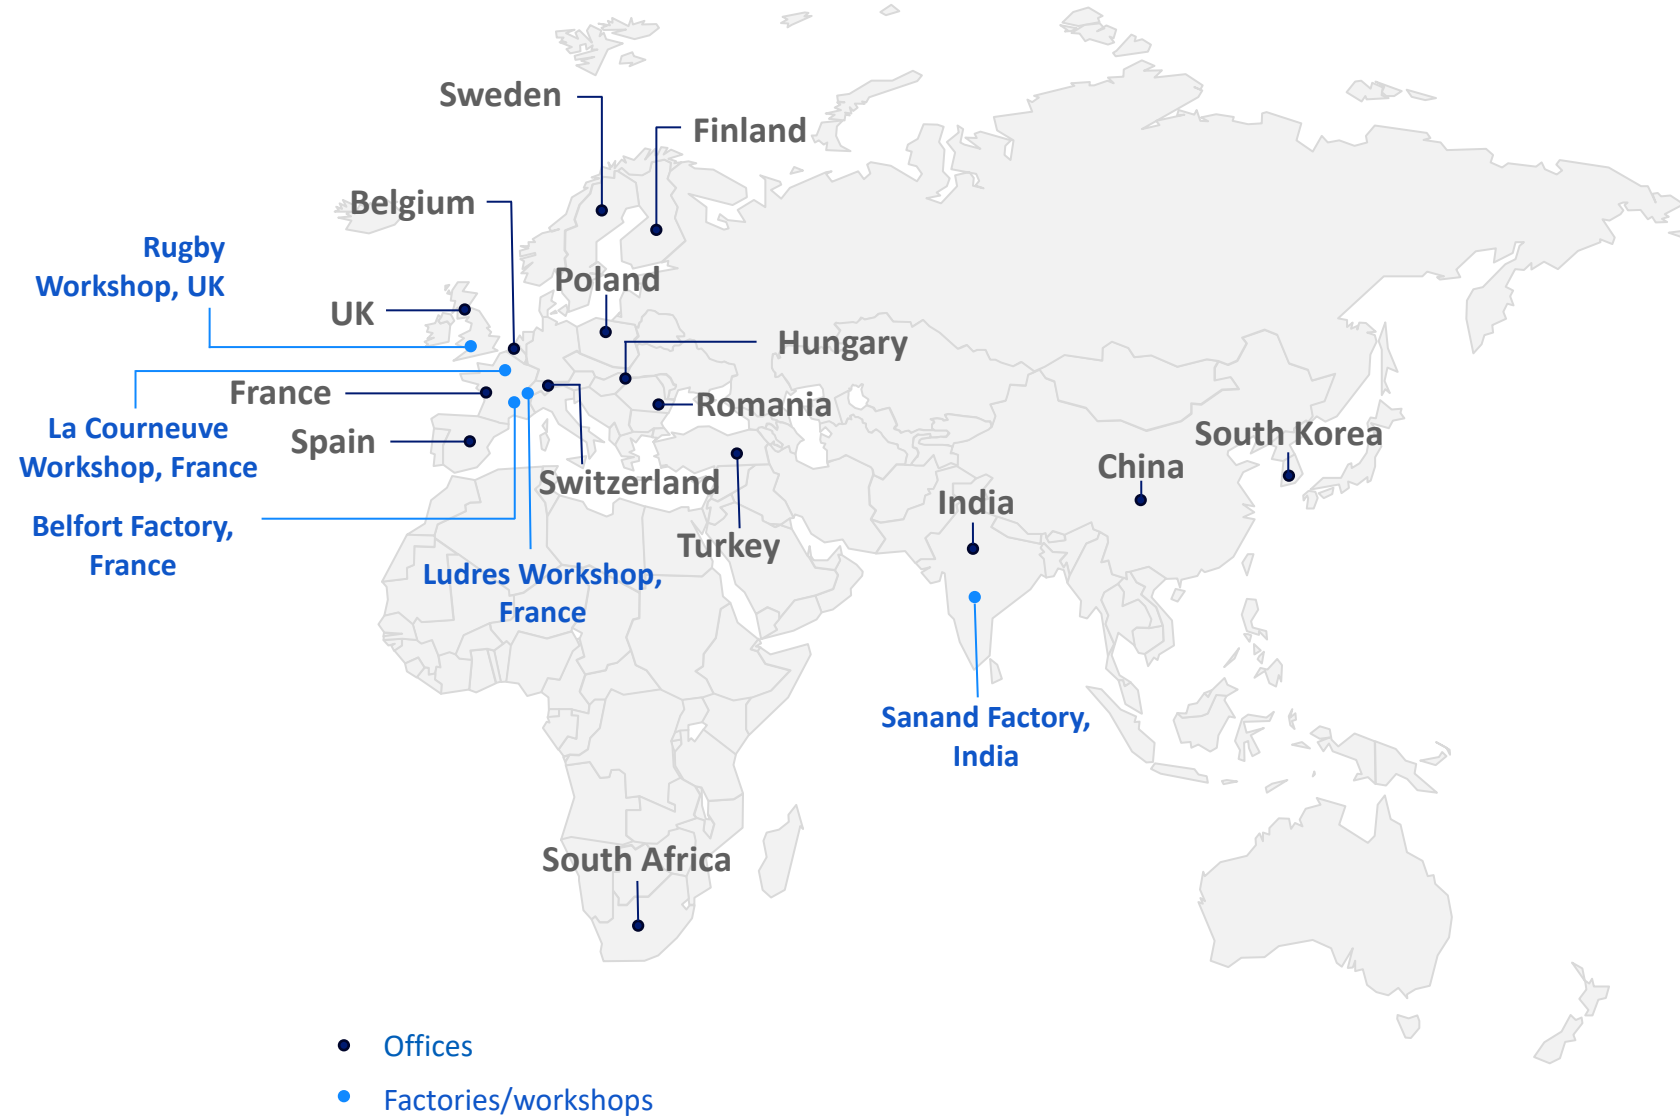 Sweden
Finland
Belgium
Rugby
Workshop, UK
Poland
UK
Hungary
France
Romania
La Courneuve
Workshop, France
Spain
South Korea
China
Switzerland
India
Belfort Factory,
France
Turkey
Ludres Workshop,
France
Sanand Factory,
India
South Africa
Offices
Factories/workshops